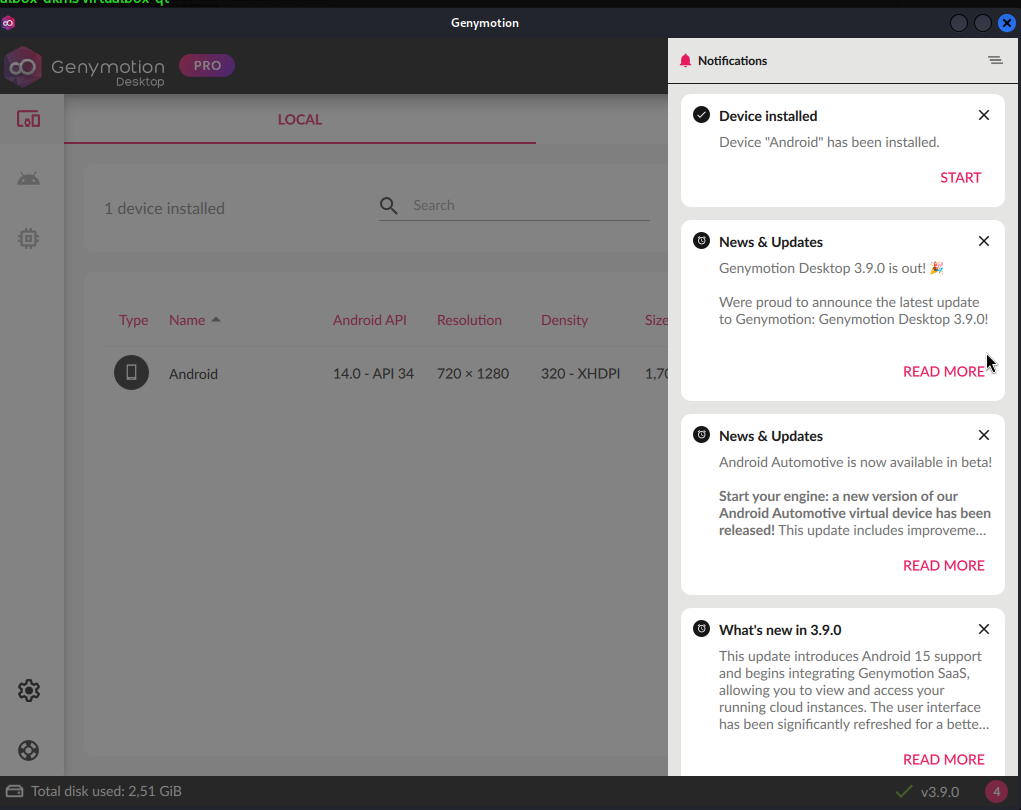 Genymotion
Genymotion
Desktop
PRO
LOCAL
1 device installed
Search
Type Name Android API Resolution Density Size
Android 14.0 - API 34 720 × 1280 320 - XHDPI 1,70
Notifications
Device installed
Device "Android" has been installed.
START
News & Updates
Genymotion Desktop 3.9.0 is out! 🎉
Were proud to announce the latest update
to Genymotion: Genymotion Desktop 3.9.0!
READ MORE
News & Updates
Android Automotive is now available in beta!
Start your engine: a new version of our
Android Automotive virtual device has been
released! This update includes improveme...
READ MORE
What's new in 3.9.0
This update introduces Android 15 support
and begins integrating Genymotion SaaS,
allowing you to view and access your
running cloud instances. The user interface
has been significantly refreshed for a bette...
READ MORE
Total disk used: 2,51 GiB
v3.9.0
4